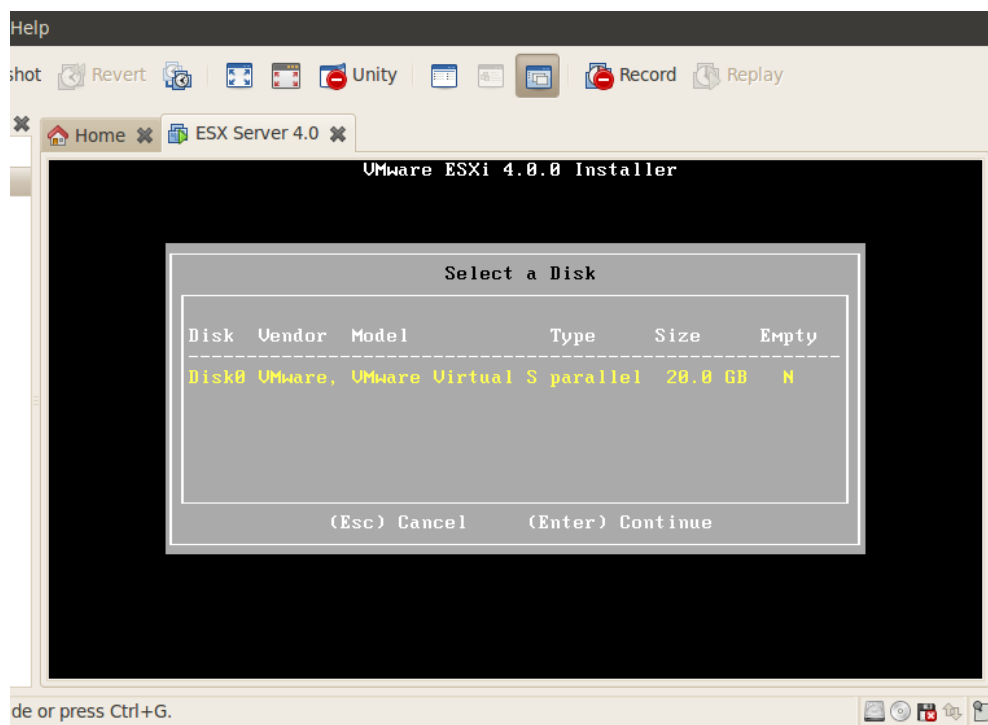 Help
shot Revert Unity Record Replay
Home ESX Server 4.0
VMware ESXi 4.0.0 Installer
Select a Disk
Disk Vendor Model Type Size Empty
Disk0 VMware, VMware Virtual S parallel 20.0 GB N
(Esc) Cancel (Enter) Continue
de or press Ctrl+G.